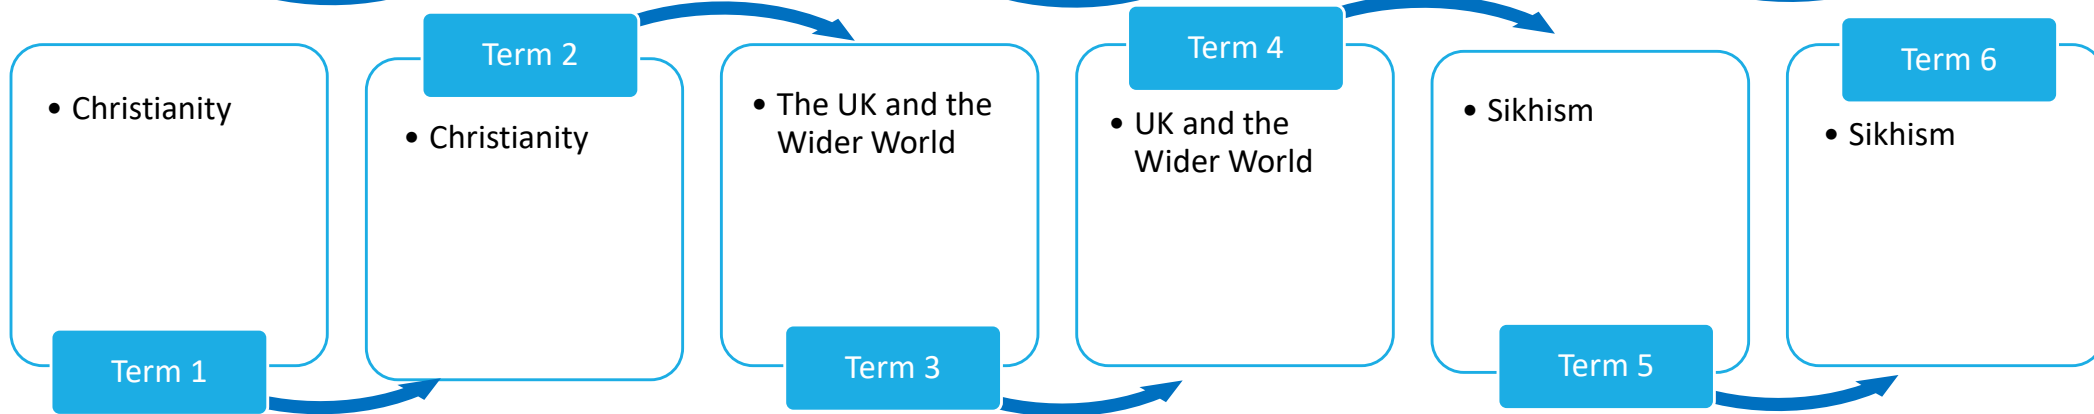 • Christianity
Term 1
Term 2
• Christianity
• The UK and the
Wider World
Term 3
Term 4
• UK and the
Wider World
• Sikhism
Term 5
Term 6
• Sikhism